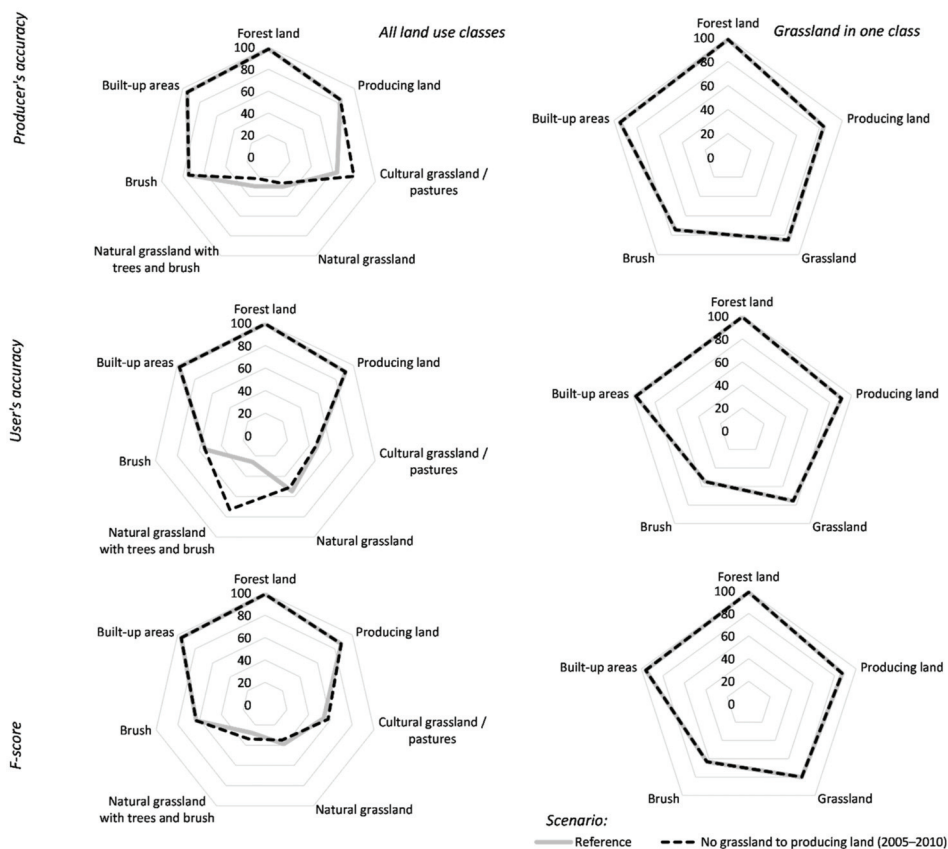 Producer's accuracy
All land use classes
Forest land
100
80
60
40
20
0
Producing land
Cultural grassland /
pastures
Natural grassland
Natural grassland with
trees and brush
Brush
Built-up areas
Grassland in one class
Forest land
100
80
60
40
20
0
Producing land
Grassland
Brush
Built-up areas
User's accuracy
Forest land
100
80
60
40
20
0
Producing land
Cultural grassland /
pastures
Natural grassland
Natural grassland
with trees and brush
Brush
Built-up areas
Forest land
100
80
60
40
20
0
Producing land
Grassland
Brush
Built-up areas
F-score
Forest land
100
80
60
40
20
0
Producing land
Cultural grassland /
pastures
Natural grassland
Natural grassland
with trees and brush
Brush
Built-up areas
Forest land
100
80
60
40
20
0
Producing land
Grassland
Brush
Built-up areas
Scenario:
Reference
No grassland to producing land (2005–2010)